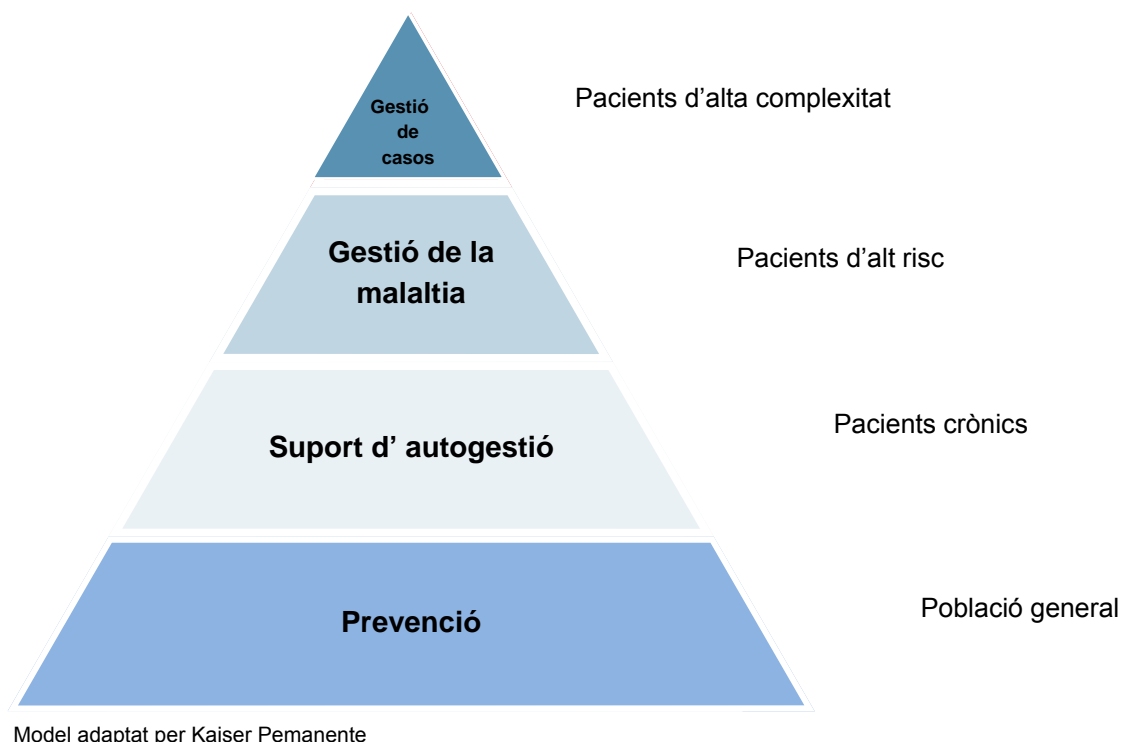 Gestió
de
casos
Pacients d’alta complexitat
Gestió de la
malaltia
Pacients d’alt risc
Suport d’ autogestió
Pacients crònics
Prevenció
Població general
Model adaptat per Kaiser Pemanente